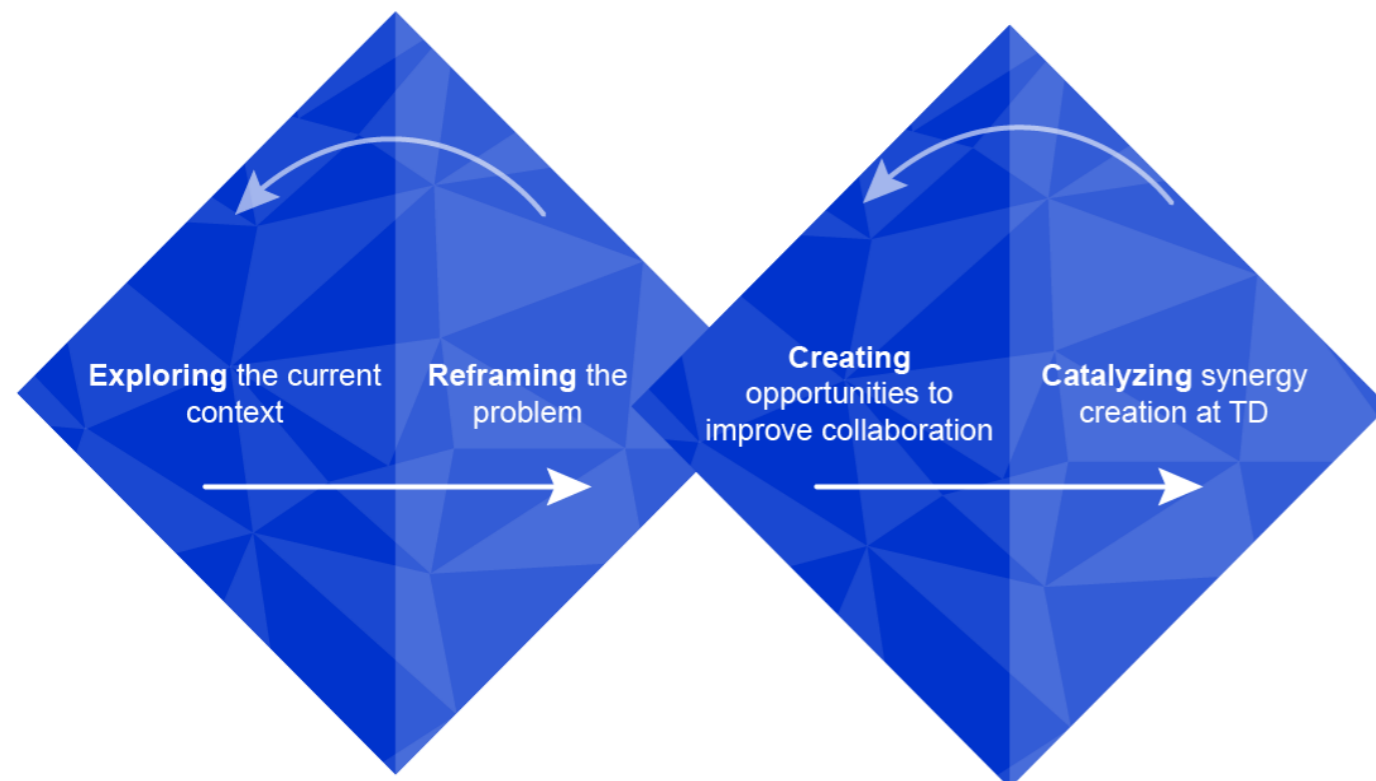 Exploring the current
context
Reframing the
problem
Creating
opportunities to
improve collaboration
Catalyzing synergy
creation at TD